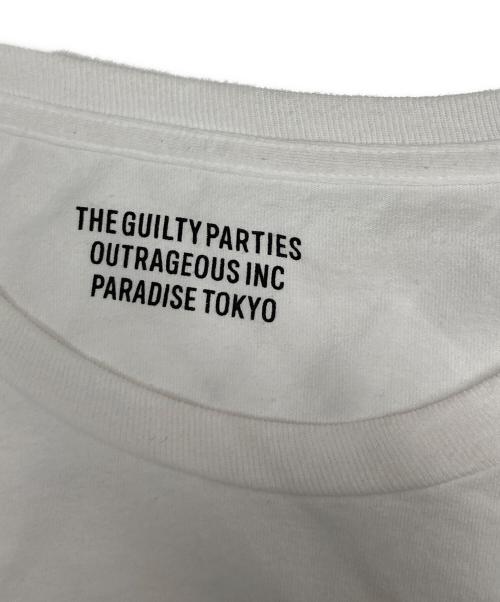 THE GUILTY PARTIES
OUTRAGEOUS INC
PARADISE TOKYO